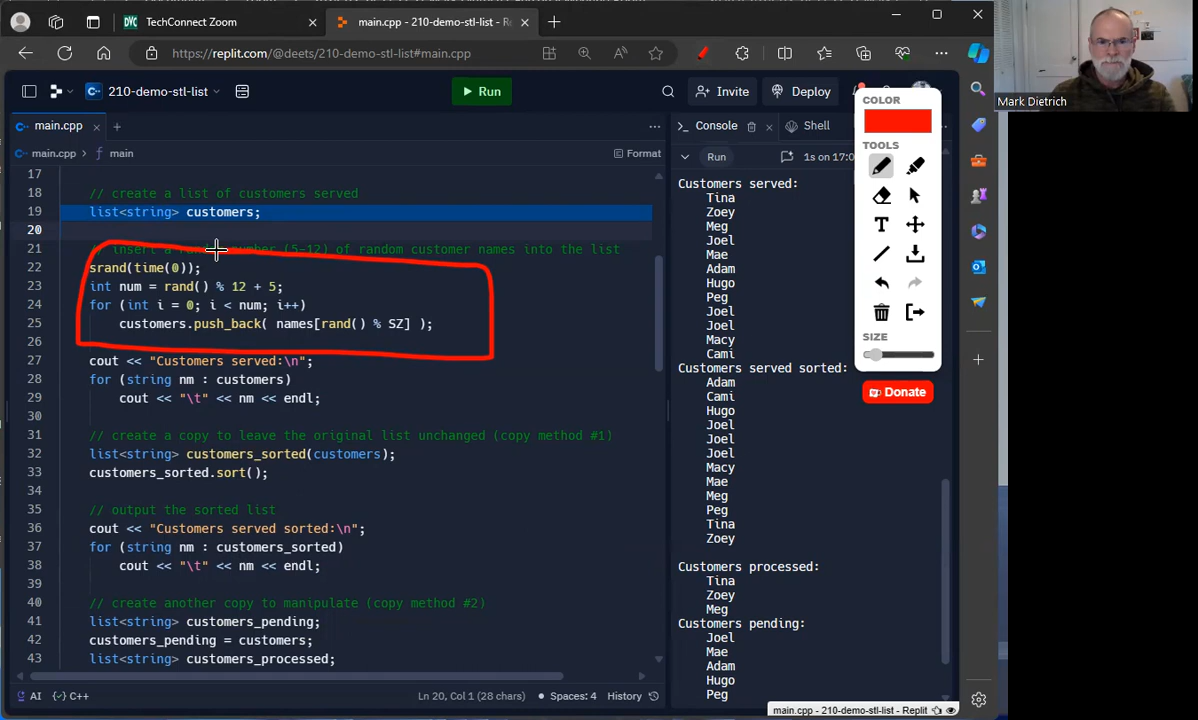 TechConnect Zoom
main.cpp - 210-demo-stl-list - Re
https://replit.com/@deets/210-demo-stl-list#main.cpp
Mark Dietrich
210-demo-stl-list
Run
Invite
Deploy
COLOR
TOOLS
SIZE
Donate
main.cpp
Console
Shell
main.cpp
main
Format
Run
1s on 17:0
17
18 // create a list of customers served
19 list<string> customers;
20
21 // insert a random number (5-12) of random customer names into the list
22 srand(time(0));
23 int num = rand() % 12 + 5;
24 for (int i = 0; i < num; i++)
25 customers.push_back( names[rand() % SZ] );
26
27 cout << "Customers served:\n";
28 for (string nm : customers)
29 cout << "\t" << nm << endl;
30
31 // create a copy to leave the original list unchanged (copy method #1)
32 list<string> customers_sorted(customers);
33 customers_sorted.sort();
34
35 // output the sorted list
36 cout << "Customers served sorted:\n";
37 for (string nm : customers_sorted)
38 cout << "\t" << nm << endl;
39
40 // create another copy to manipulate (copy method #2)
41 list<string> customers_pending;
42 customers_pending = customers;
43 list<string> customers_processed;
Customers served:
Tina
Zoey
Meg
Joel
Mae
Adam
Hugo
Peg
Joel
Joel
Macy
Cami
Customers served sorted:
Adam
Cami
Hugo
Joel
Joel
Joel
Macy
Mae
Meg
Peg
Tina
Zoey
Customers processed:
Tina
Zoey
Meg
Customers pending:
Joel
Mae
Adam
Hugo
Peg
AI
C++
Ln 20, Col 1 (28 chars)
Spaces: 4
History
main.cpp - 210-demo-stl-list - Replit